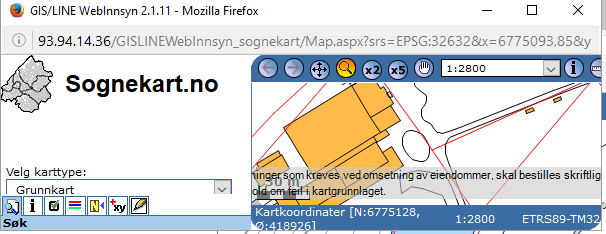 GIS/LINE WebInnsyn 2.1.11 - Mozilla Firefox
93.94.14.36/GISLINEWebInnsyn_sognekart/Map.aspx?srs=EPSG:32632&x=6775093,85&y
Sognekart.no
x2 x5 1:2800 i
Velg karttype:
Grunnkart
i N +xy
Søk
ninger som kreves ved omsetning av eiendommer, skal bestilles skriftlig
old om feil i kartgrunnlaget.
30 m
Kartkoordinater [N:6775128, Ø:418926] 1:2800 ETRS89-TM32